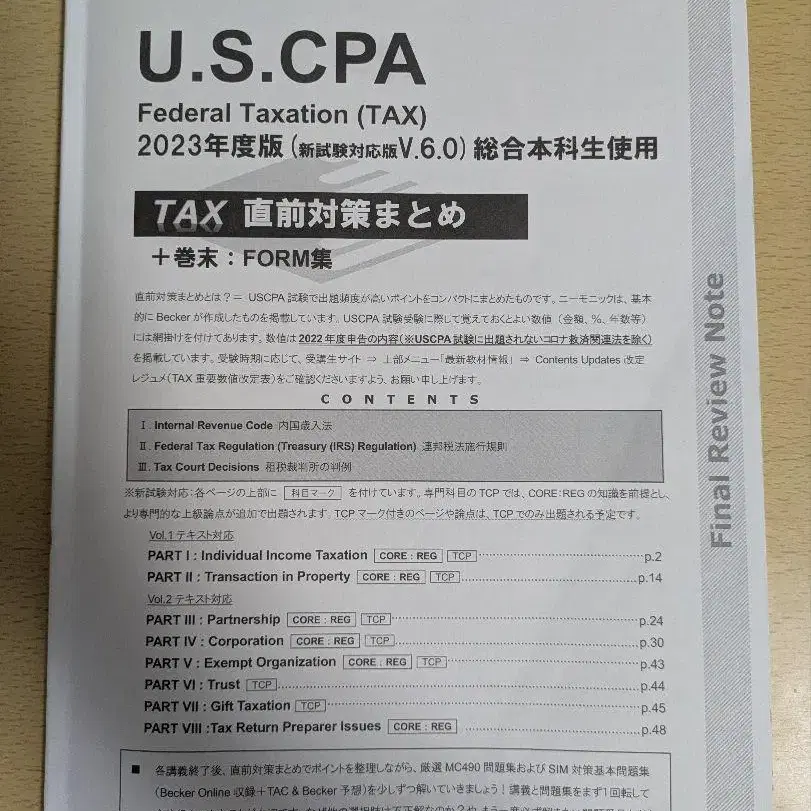 U.S.CPA
Federal Taxation (TAX)
2023年度版(新試験対応版V.6.0)総合本科生使用
TAX 直前対策まとめ
＋巻末：FORM集
直前対策まとめとは？＝ USCPA 試験で出題頻度が高いポイントをコンパクトにまとめたものです。ニーモニックは、基本
的に Becker が作成したものを掲載しています。USCPA 試験受験に際して覚えておくとよい数値（金額、%、年数等）
には網掛けを付けてあります。数値は2022年度申告の内容(※USCPA 試験に出題されないコロナ救済関連法を除く)
を掲載しています。受験時期に応じて、受講生サイト ⇒ 上部メニュー「最新教材情報」 ⇒ Contents Updates 改定
レジュメ(TAX 重要数値改定表)をご確認くださいますよう、お願い申し上げます。
CONTENTS
Ⅰ. Internal Revenue Code 内国歳入法
Ⅱ. Federal Tax Regulation (Treasury (IRS) Regulation) 連邦税法施行規則
Ⅲ. Tax Court Decisions 租税裁判所の判例
※新試験対応：各ページの上部に 科目マーク を付けています。専門科目の TCP では、CORE：REG の知識を前提とし、
より専門的な上級論点が追加で出題されます。TCP マーク付きのページや論点は、TCP でのみ出題される予定です。
Vol.1 テキスト対応
PART I : Individual Income Taxation CORE : REG TCP p.2
PART II : Transaction in Property CORE : REG TCP p.14
Vol.2 テキスト対応
PART III : Partnership CORE : REG TCP p.24
PART IV : Corporation CORE : REG TCP p.30
PART V : Exempt Organization CORE : REG TCP p.43
PART VI : Trust TCP p.44
PART VII : Gift Taxation TCP p.45
PART VIII :Tax Return Preparer Issues CORE : REG p.48
■ 各講義終了後、直前対策まとめでポイントを整理しながら、厳選 MC490 問題集および SIM 対策基本問題集
(Becker Online 収録＋TAC & Becker 予想)を少しずつ解いていきましょう！講義と問題集をまず1回転して
Final Review Note